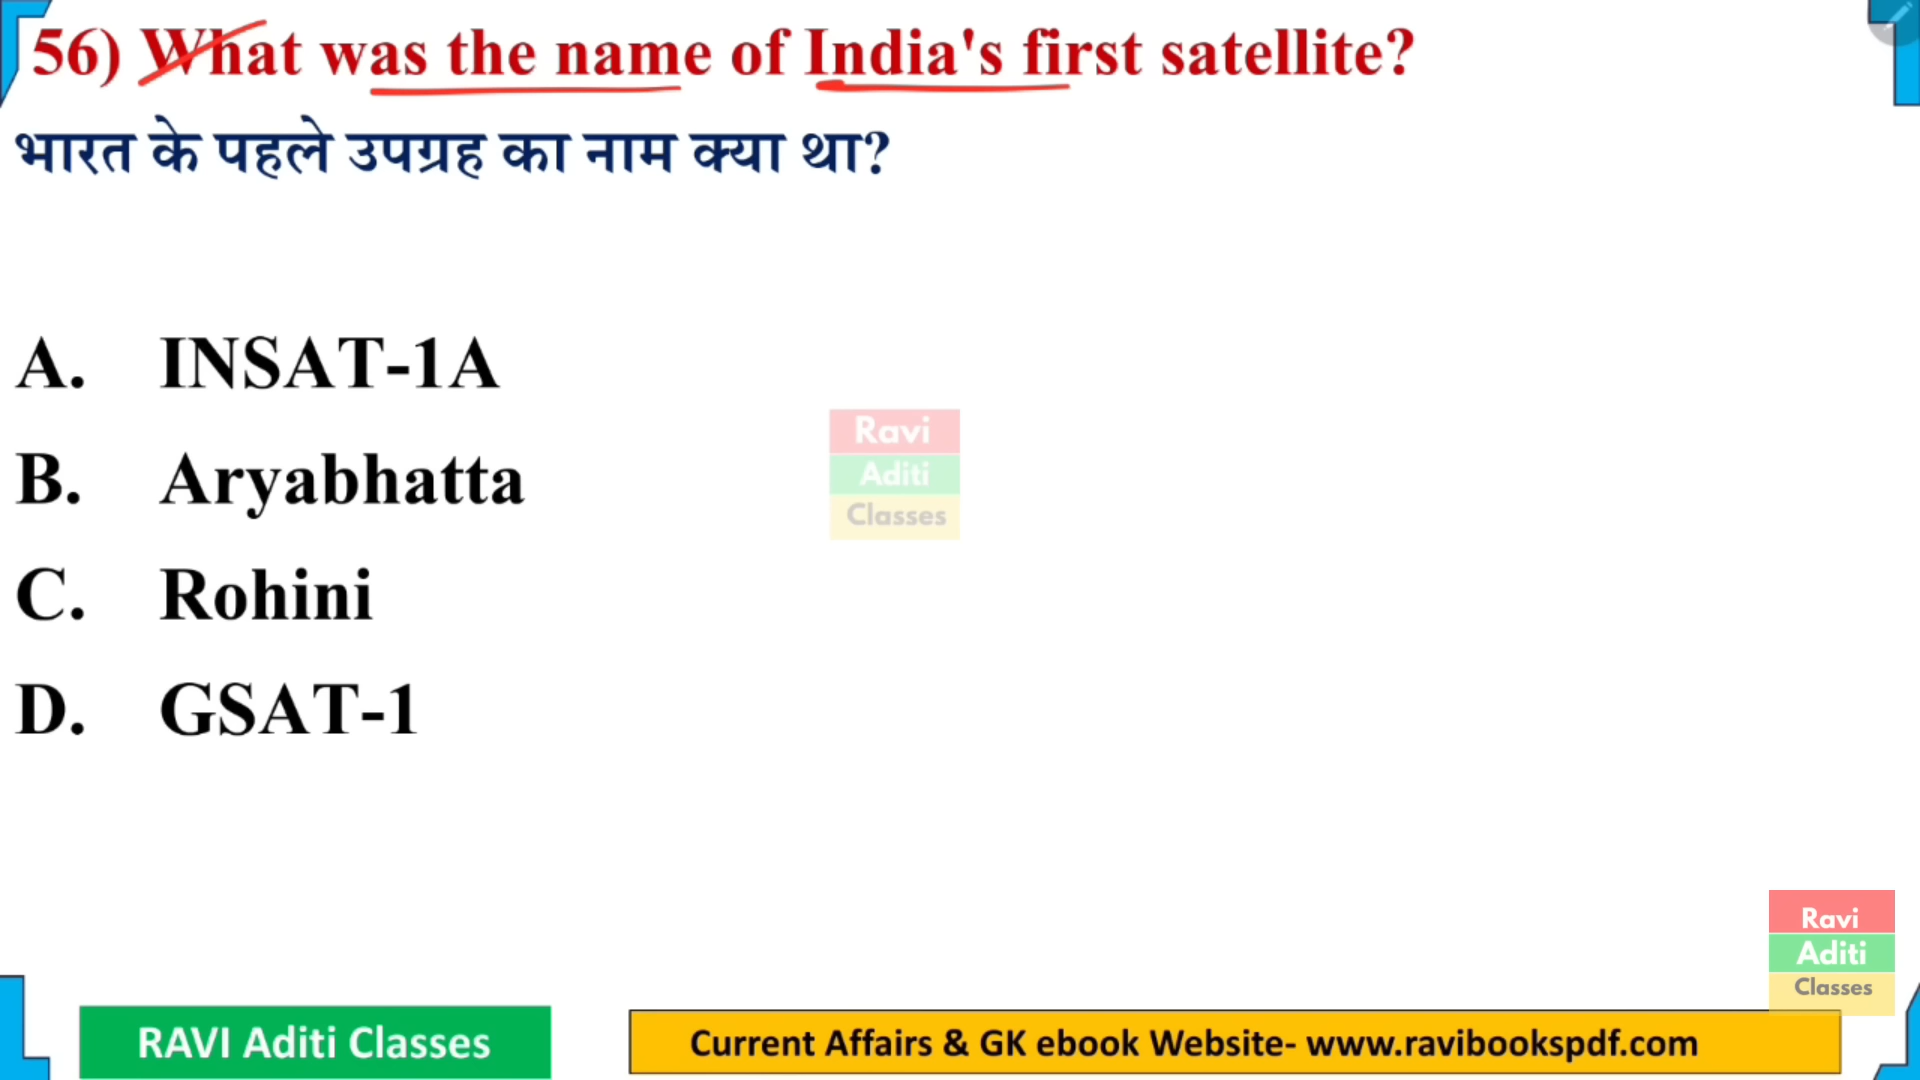 56) What was the name of India's first satellite?
भारत के पहले उपग्रह का नाम क्या था?
A. INSAT-1A
B. Aryabhatta
C. Rohini
D. GSAT-1
Ravi
Aditi
Classes
Ravi
Aditi
Classes
RAVI Aditi Classes
Current Affairs & GK ebook Website- www.ravibookspdf.com